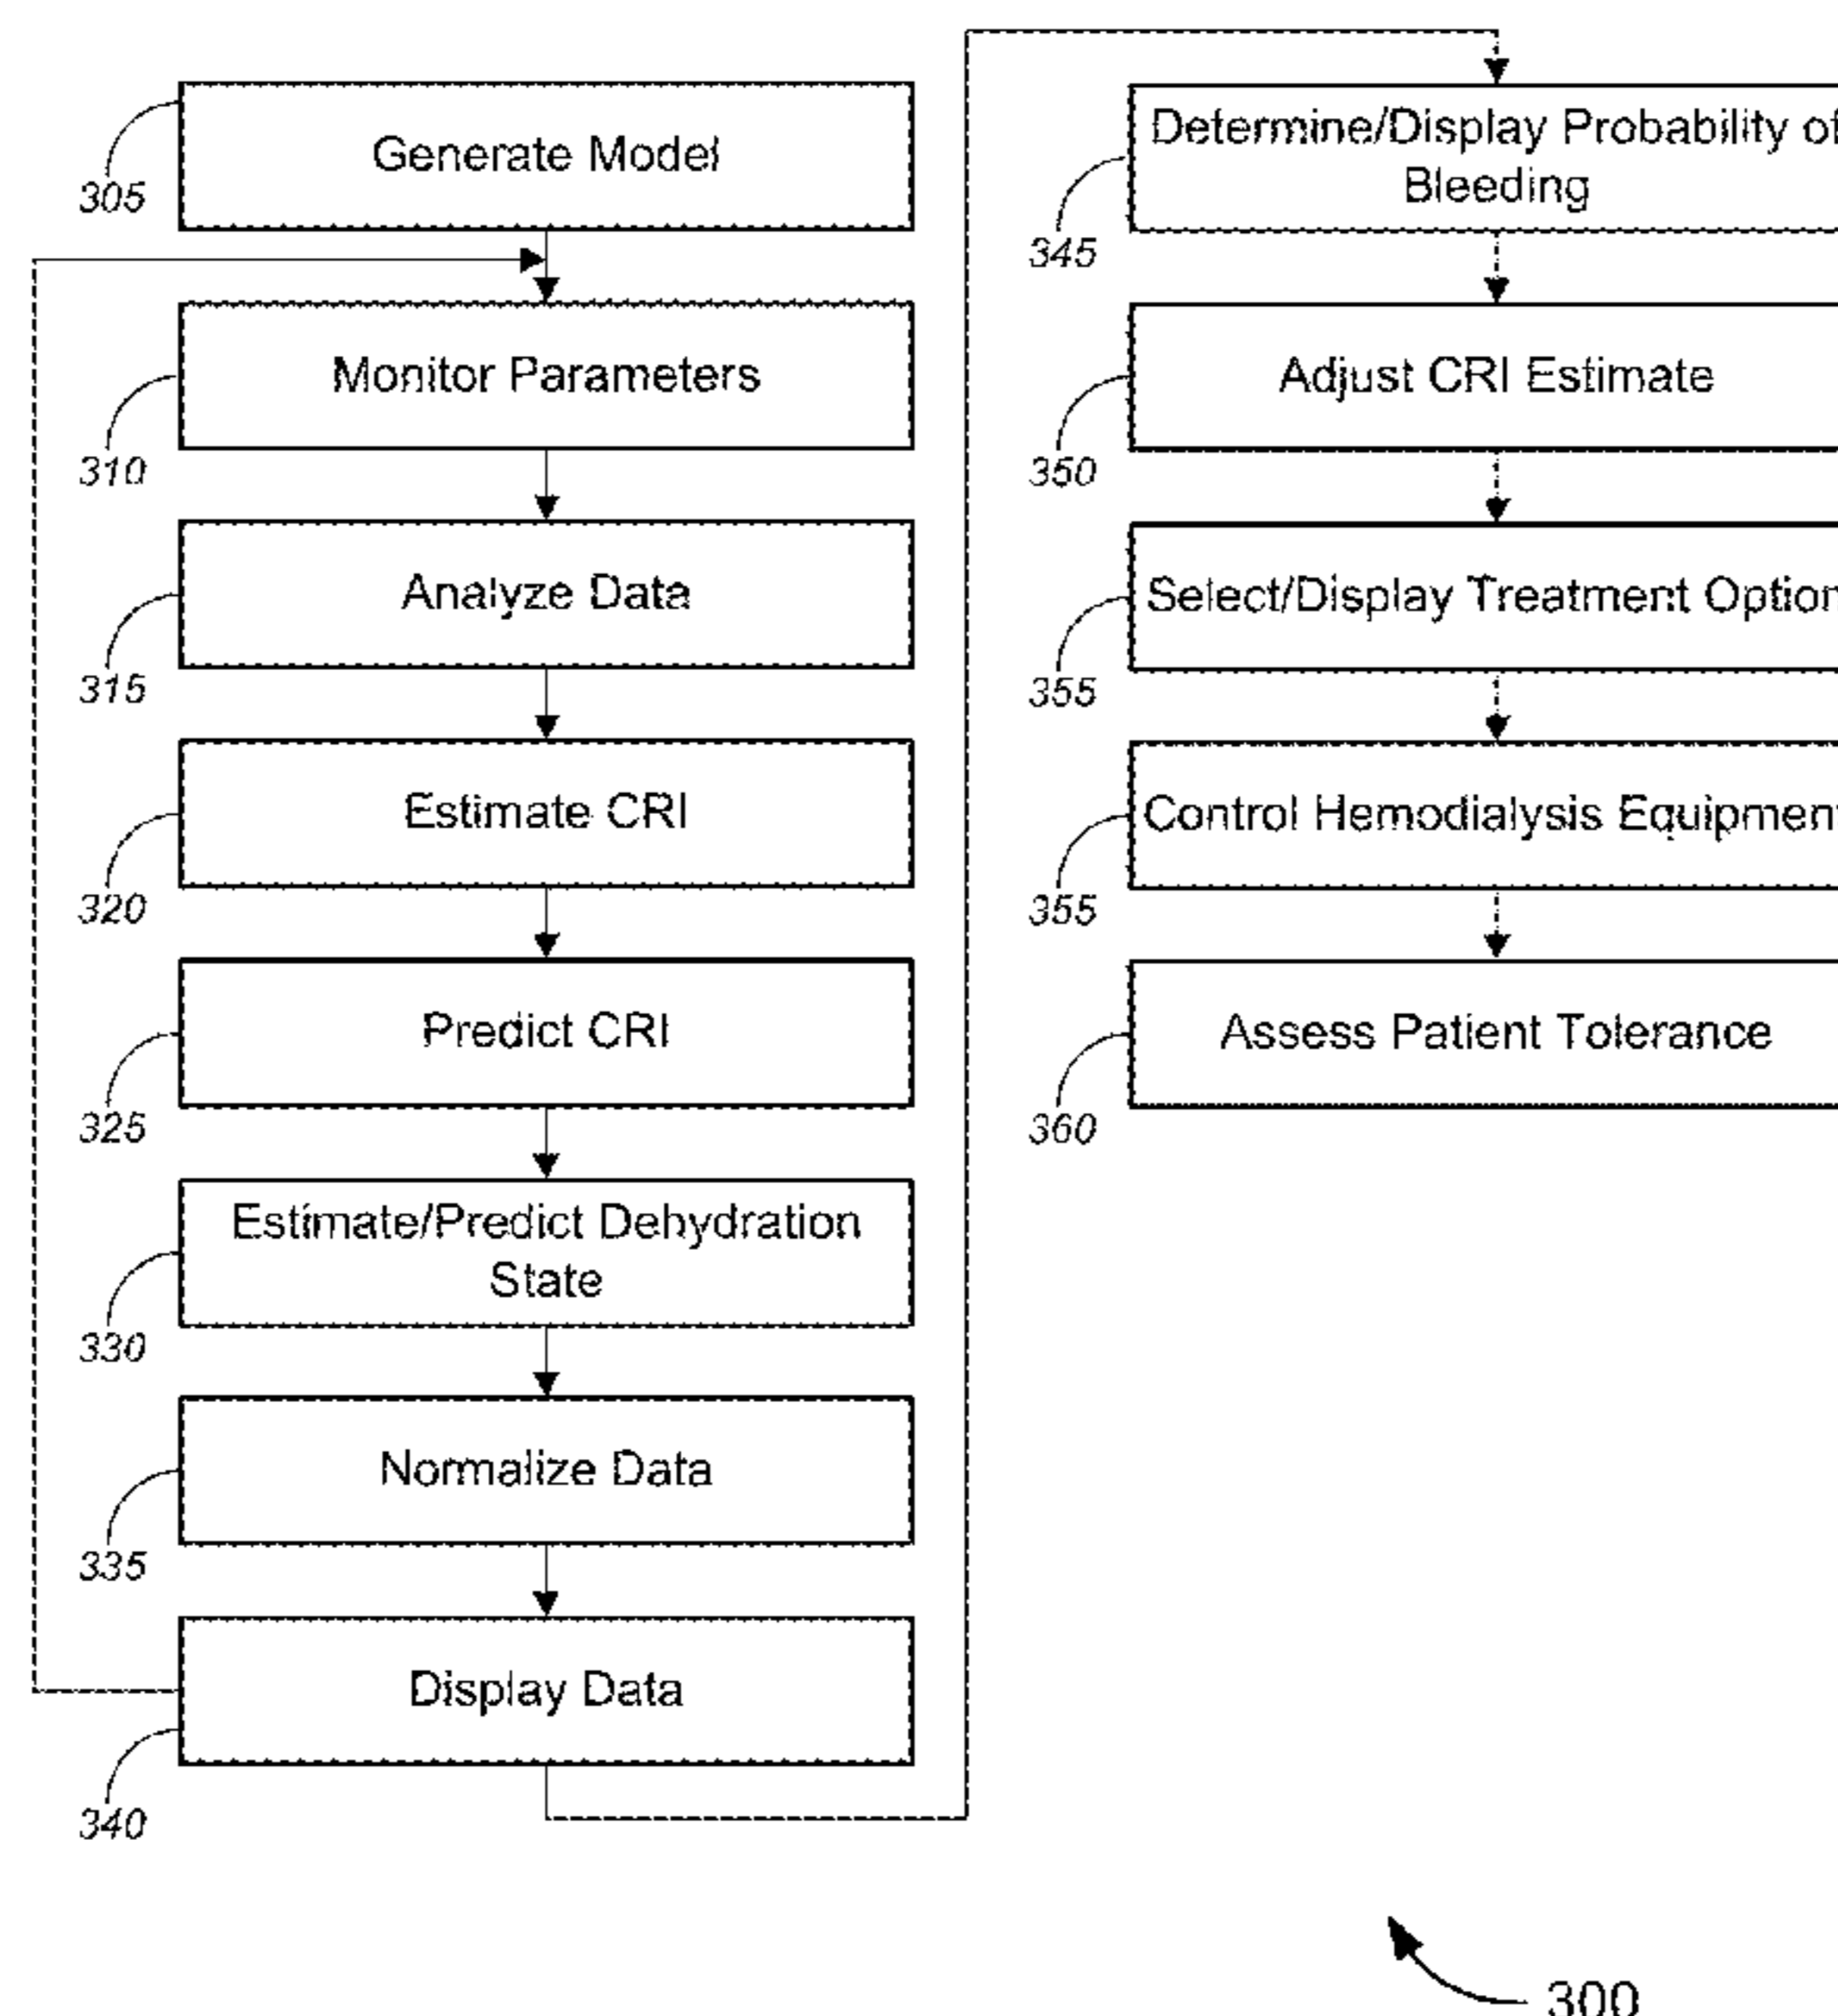 Generate Model
305
Monitor Parameters
310
Analyze Data
315
Estimate CRI
320
Predict CRI
325
Estimate/Predict Dehydration
State
330
Normalize Data
335
Display Data
340
Determine/Display Probability of
Bleeding
345
Adjust CRI Estimate
350
Select/Display Treatment Option
355
Control Hemodialysis Equipment
355
Assess Patient Tolerance
360
300